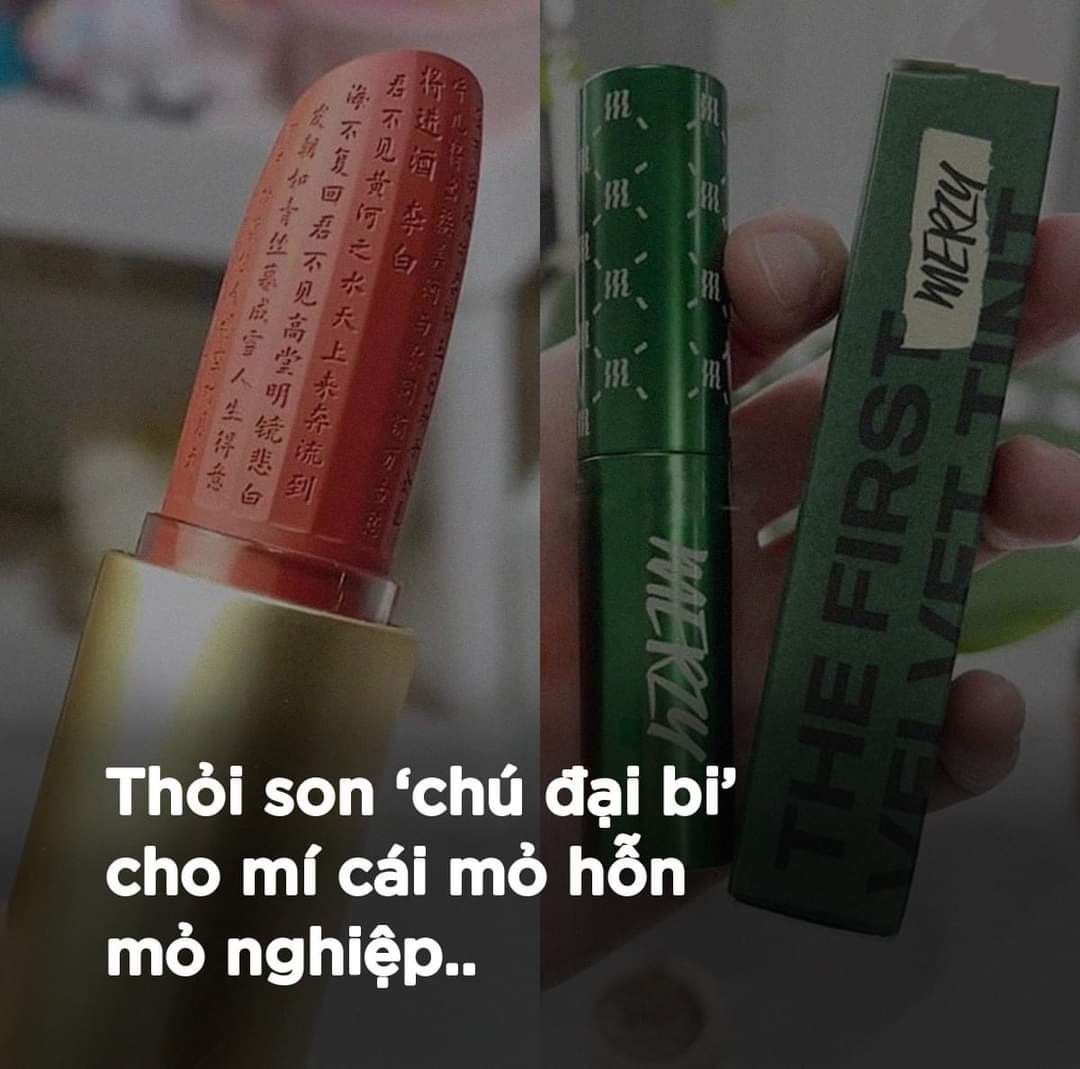 将进酒 李白
君不见黄河之水天上来奔流到
海不复回君不见高堂明镜悲白
发朝如青丝暮成雪人生得意
MERZY
MERZY
THE FIRST
VELVET TINT
Thỏi son ‘chú đại bi’
cho mí cái mỏ hỗn
mỏ nghiệp..